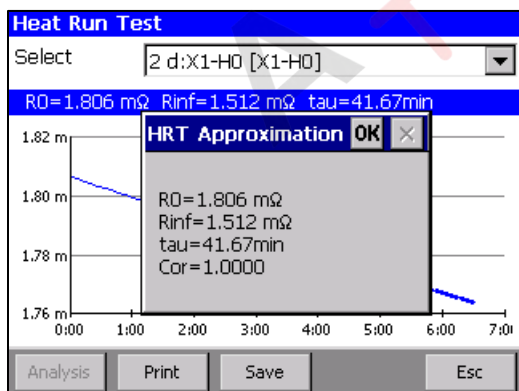 Heat Run Test
Select
2 d:X1-H0 [X1-H0]
R0=1.806 mΩ Rinf=1.512 mΩ tau=41.67min
HRT Approximation OK
R0=1.806 mΩ
Rinf=1.512 mΩ
tau=41.67min
Cor=1.0000
1.82 m
1.80 m
1.78 m
1.76 m
0:00 1:00 2:00 3:00 4:00 5:00 6:00 7:0
Analysis Print Save Esc